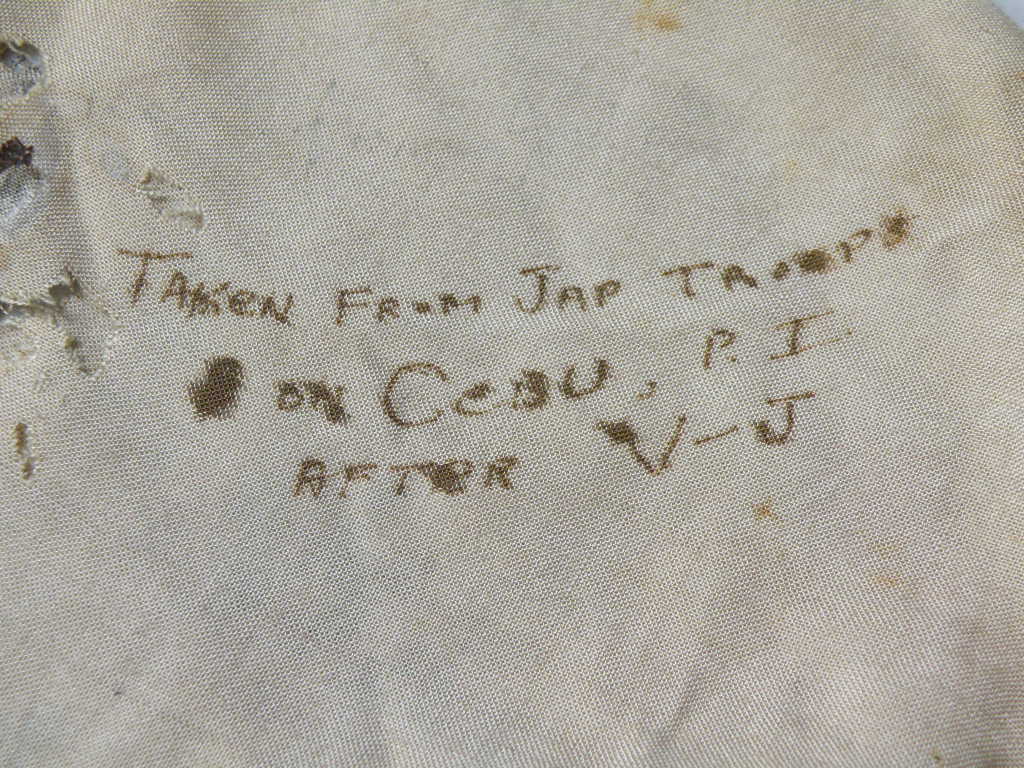 TAKEN FROM JAP TROOPS
ON CEBU, P. I.
AFTER V-J